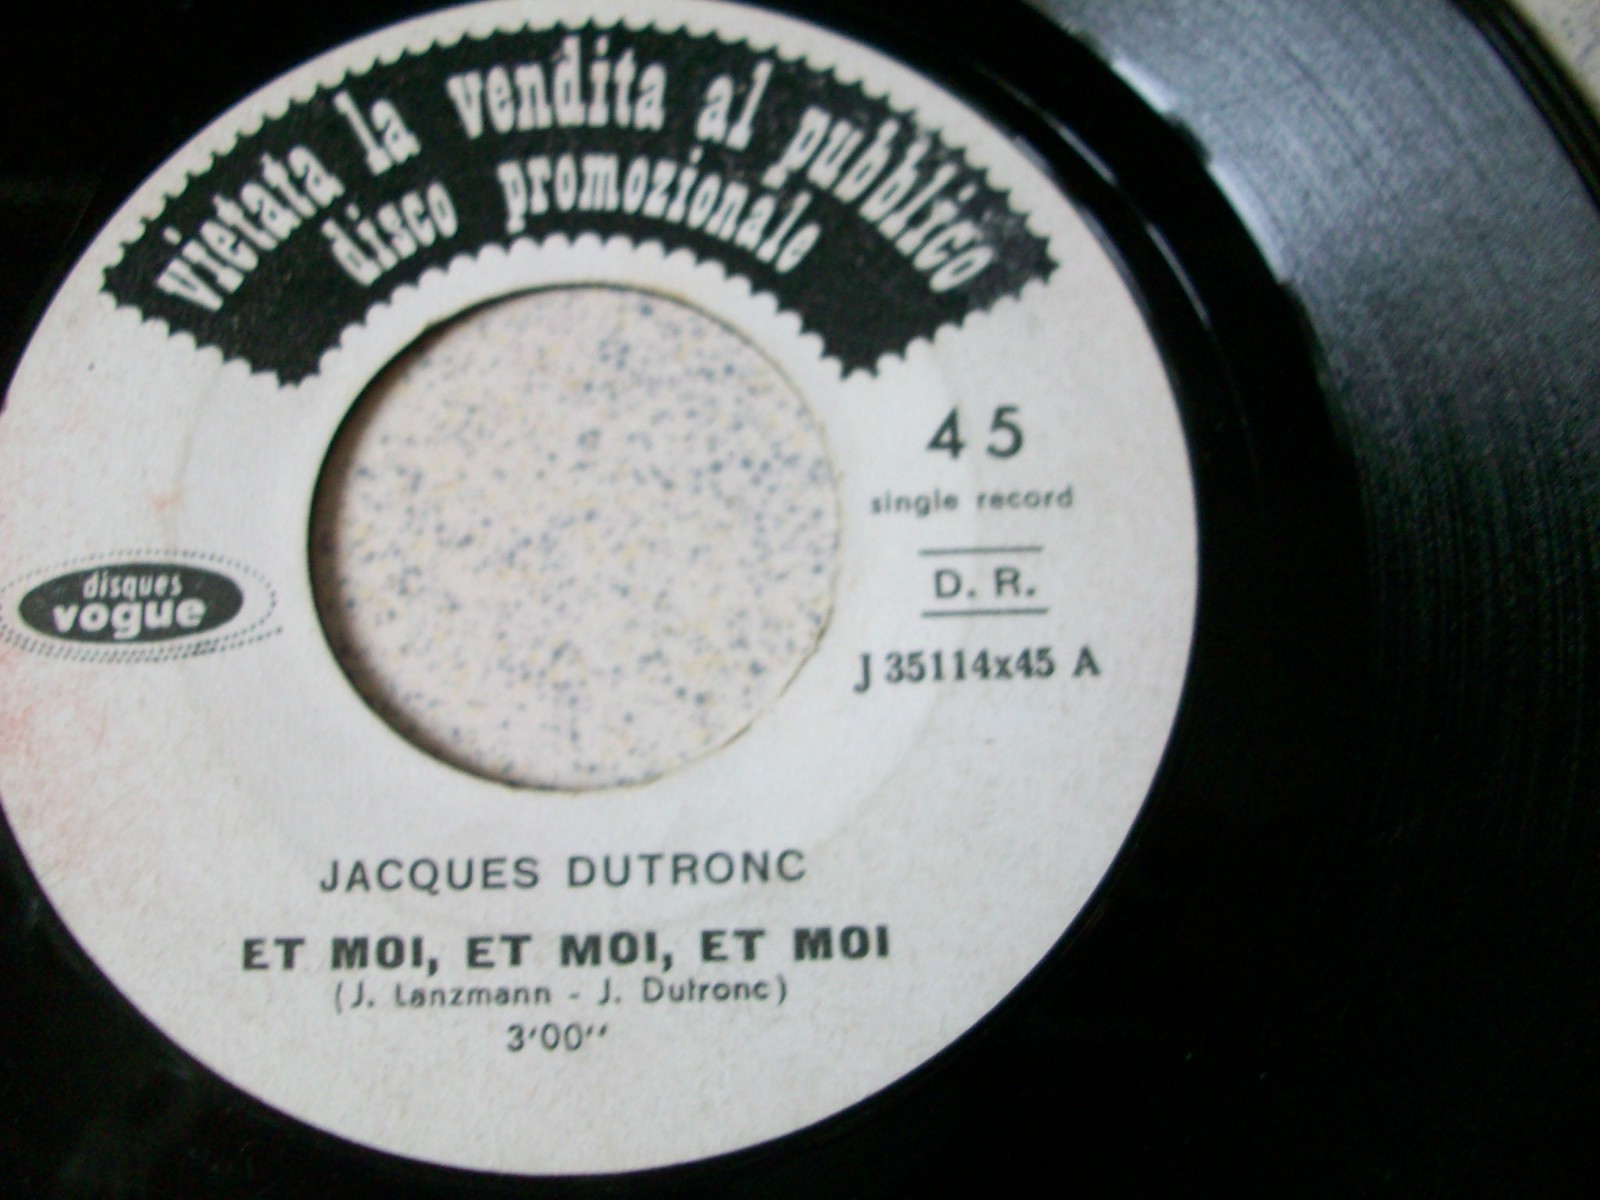 vietata la vendita al pubblico
disco promozionale
45
single record
D. R.
J 35114x45 A
disques
vogue
JACQUES DUTRONC
ET MOI, ET MOI, ET MOI
(J. Lanzmann - J. Dutronc)
3'00''